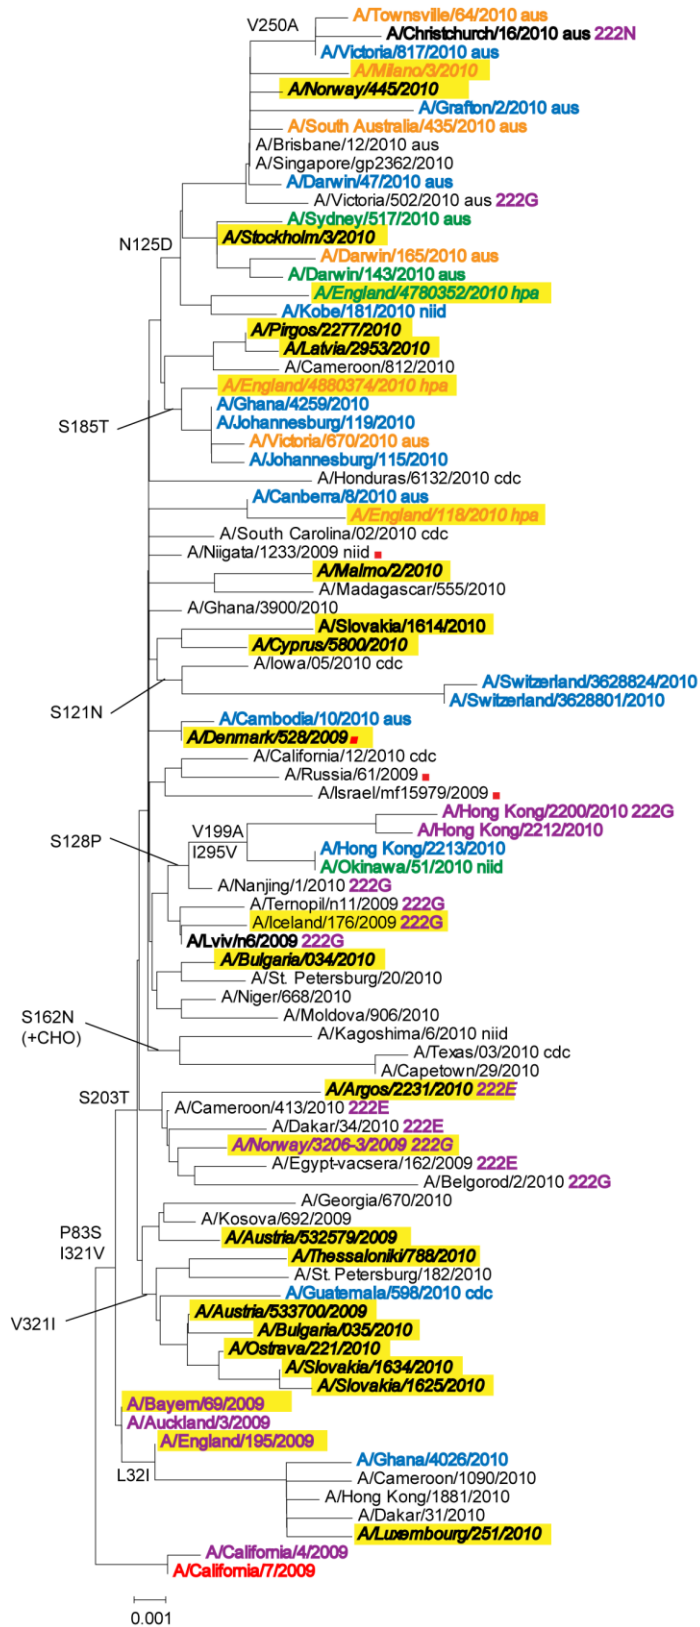 V250A
A/Townsville/64/2010 aus
A/Christchurch/16/2010 aus 222N
A/Victoria/817/2010 aus
A/Milano/3/2010
A/Norway/445/2010
A/Grafton/2/2010 aus
A/South Australia/435/2010 aus
A/Brisbane/12/2010 aus
A/Singapore/gp2362/2010
A/Darwin/47/2010 aus
A/Victoria/502/2010 aus 222G
A/Sydney/517/2010 aus
N125D
A/Stockholm/3/2010
A/Darwin/165/2010 aus
A/Darwin/143/2010 aus
A/England/4780352/2010 hpa
A/Kobe/181/2010 niid
A/Pirgos/2277/2010
A/Latvia/2953/2010
A/Cameroon/812/2010
A/England/4880374/2010 hpa
A/Ghana/4259/2010
S185T
A/Johannesburg/119/2010
A/Victoria/670/2010 aus
A/Johannesburg/115/2010
A/Honduras/6132/2010 cdc
A/Canberra/8/2010 aus
A/England/118/2010 hpa
A/South Carolina/02/2010 cdc
A/Niigata/1233/2009 niid
A/Malmo/2/2010
A/Madagascar/555/2010
A/Ghana/3900/2010
A/Slovakia/1614/2010
A/Cyprus/5800/2010
A/Iowa/05/2010 cdc
A/Switzerland/3628824/2010
A/Switzerland/3628801/2010
S121N
A/Cambodia/10/2010 aus
A/Denmark/528/2009
A/California/12/2010 cdc
A/Russia/61/2009
A/Israel/mf15979/2009
A/Hong Kong/2200/2010 222G
V199A
A/Hong Kong/2212/2010
S128P
I295V
A/Hong Kong/2213/2010
A/Okinawa/51/2010 niid
A/Nanjing/1/2010 222G
A/Ternopil/n11/2009 222G
A/Iceland/176/2009 222G
A/Lviv/n6/2009 222G
A/Bulgaria/034/2010
A/St. Petersburg/20/2010
A/Niger/668/2010
A/Moldova/906/2010
S162N
(+CHO)
A/Kagoshima/6/2010 niid
A/Texas/03/2010 cdc
A/Capetown/29/2010
A/Argos/2231/2010 222E
S203T
A/Cameroon/413/2010 222E
A/Dakar/34/2010 222E
A/Norway/3206-3/2009 222G
A/Egypt-vacsera/162/2009 222E
A/Belgorod/2/2010 222G
A/Georgia/670/2010
A/Kosova/692/2009
P83S
I321V
A/Austria/532579/2009
A/Thessaloniki/788/2010
A/St. Petersburg/182/2010
A/Guatemala/598/2010 cdc
A/Austria/533700/2009
V321I
A/Bulgaria/035/2010
A/Ostrava/221/2010
A/Slovakia/1634/2010
A/Slovakia/1625/2010
A/Bayern/69/2009
A/Auckland/3/2009
A/England/195/2009
A/Ghana/4026/2010
L32I
A/Cameroon/1090/2010
A/Hong Kong/1881/2010
A/Dakar/31/2010
A/Luxembourg/251/2010
A/California/4/2009
A/California/7/2009
0.001